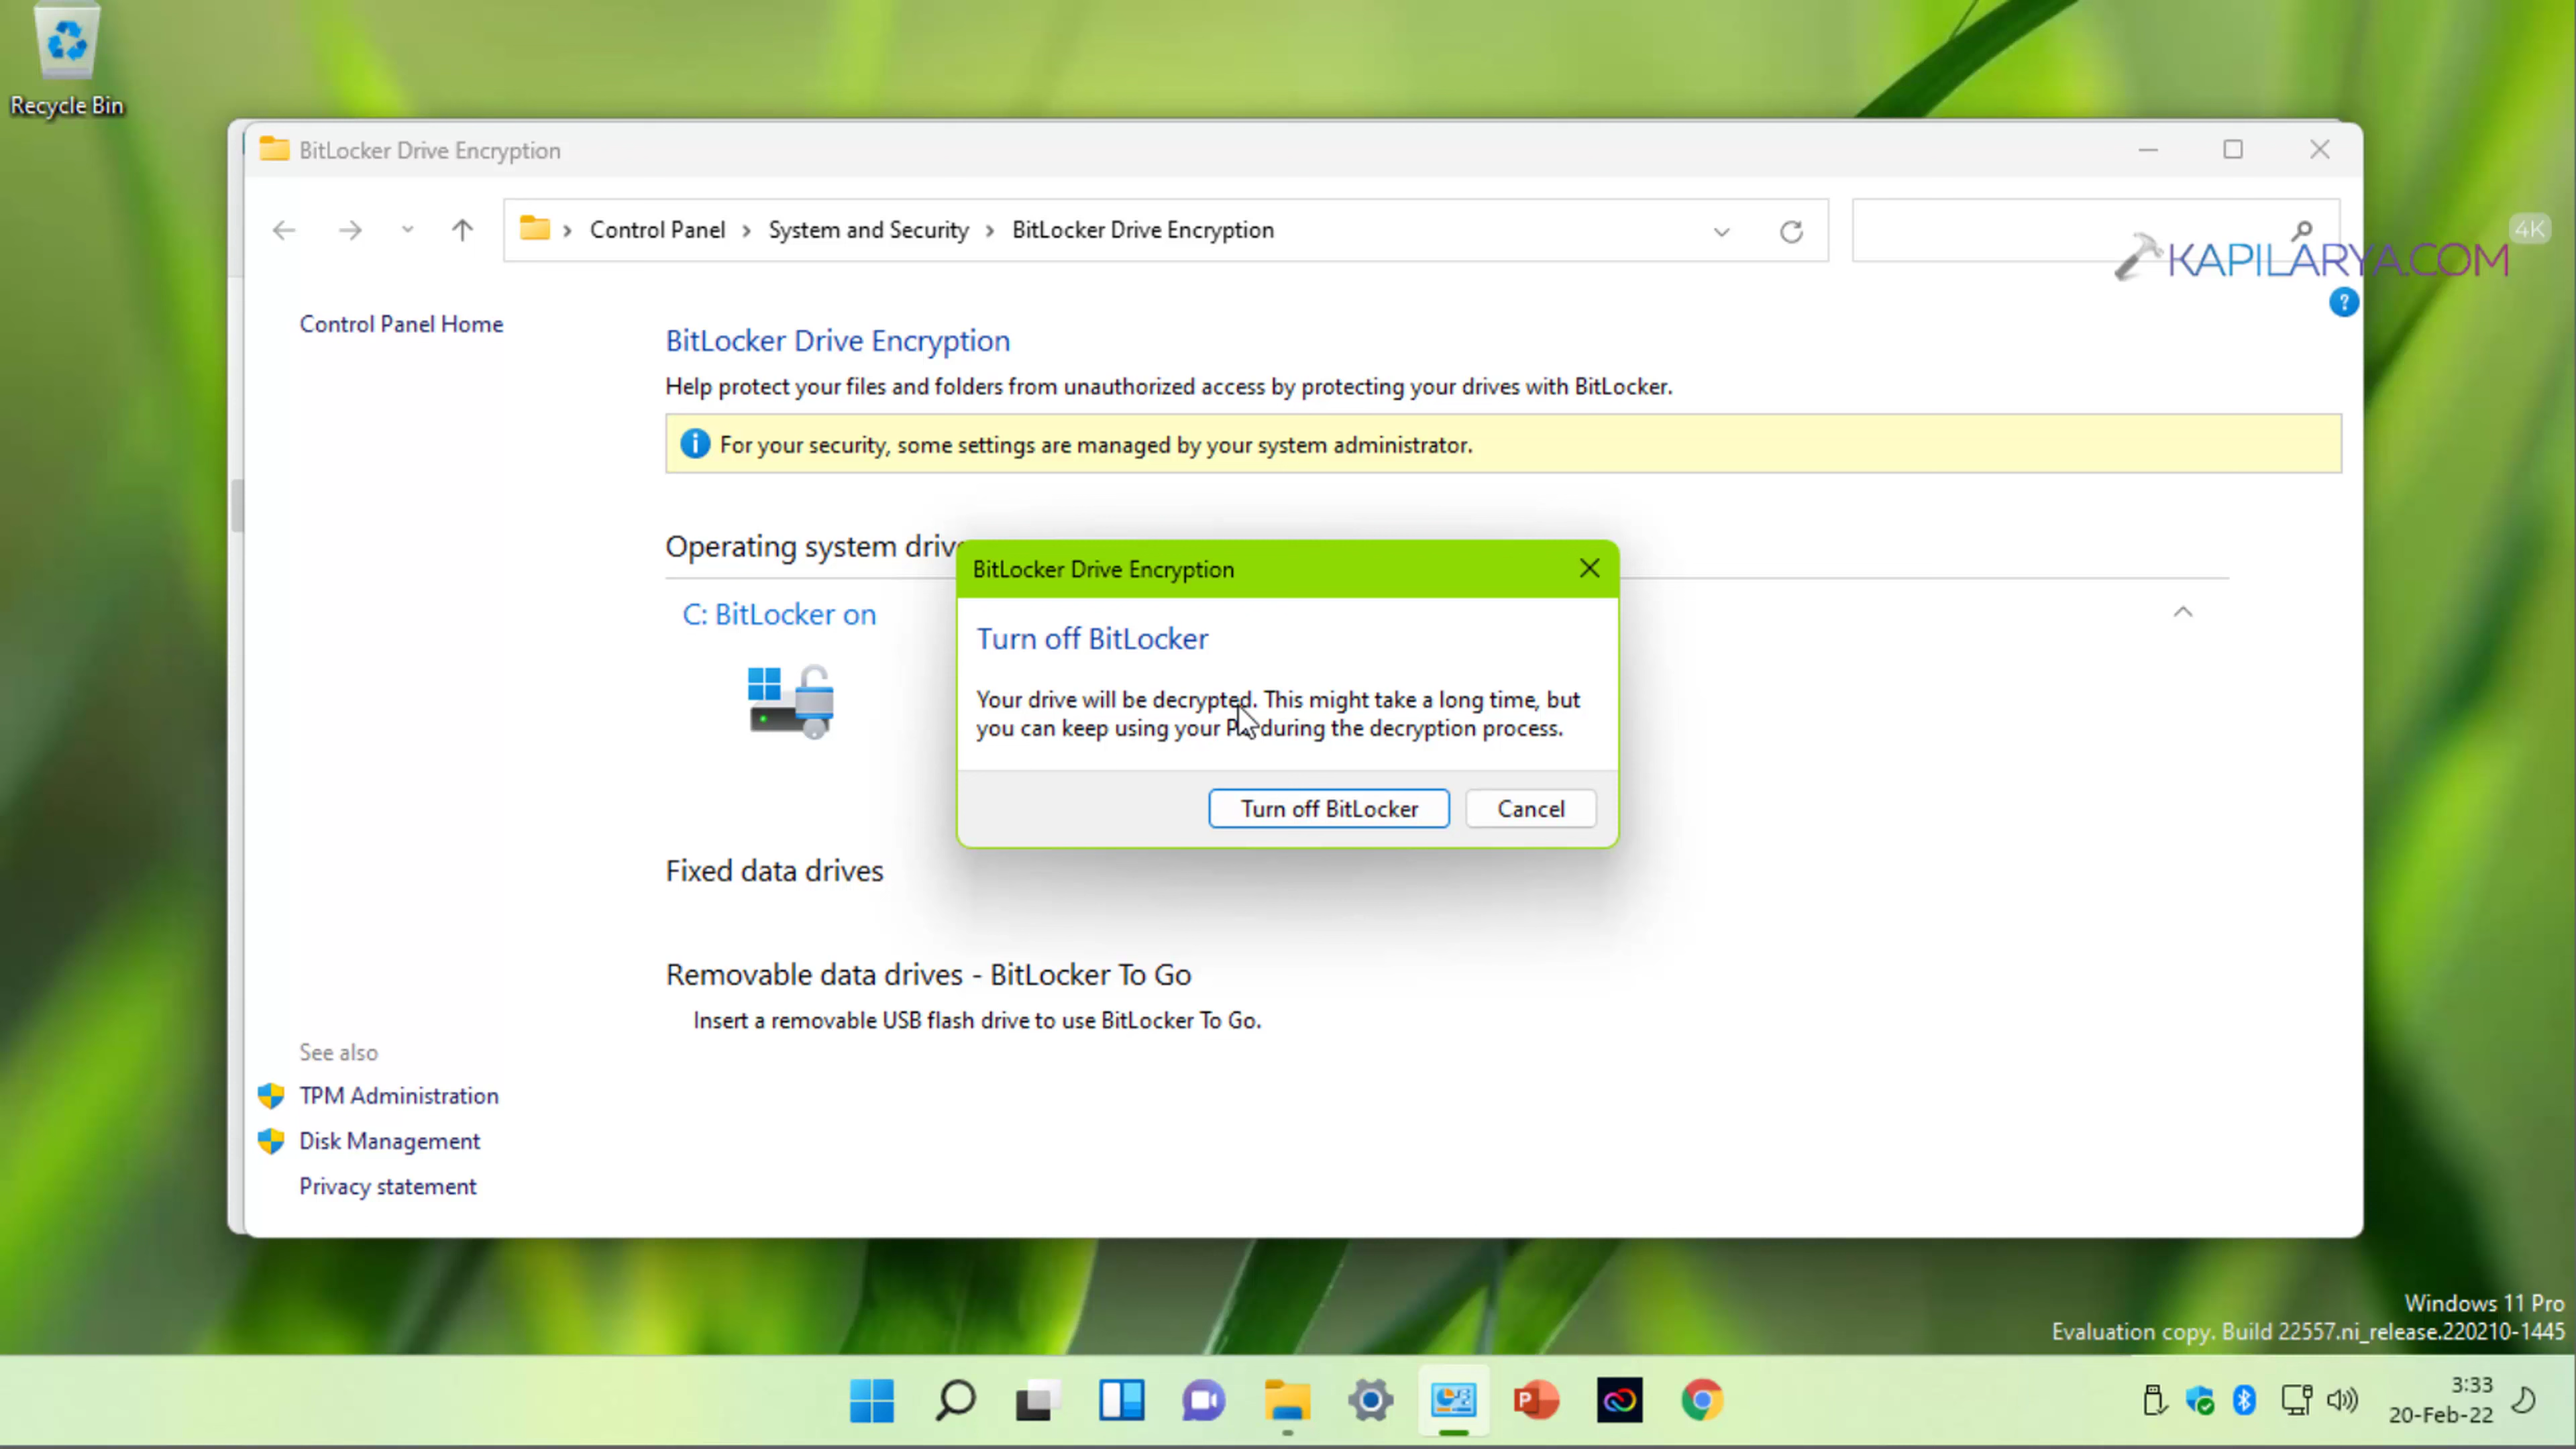 Recycle Bin
BitLocker Drive Encryption
Control Panel › System and Security › BitLocker Drive Encryption
4K
KAPILARYA.COM
?
Control Panel Home
BitLocker Drive Encryption
Help protect your files and folders from unauthorized access by protecting your drives with BitLocker.
For your security, some settings are managed by your system administrator.
Operating system driv
BitLocker Drive Encryption
C: BitLocker on
Turn off BitLocker
Your drive will be decrypted. This might take a long time, but
you can keep using your P during the decryption process.
Turn off BitLocker
Cancel
Fixed data drives
Removable data drives - BitLocker To Go
Insert a removable USB flash drive to use BitLocker To Go.
See also
TPM Administration
Disk Management
Privacy statement
Windows 11 Pro
Evaluation copy. Build 22557.ni_release.220210-1445
3:33
20-Feb-22